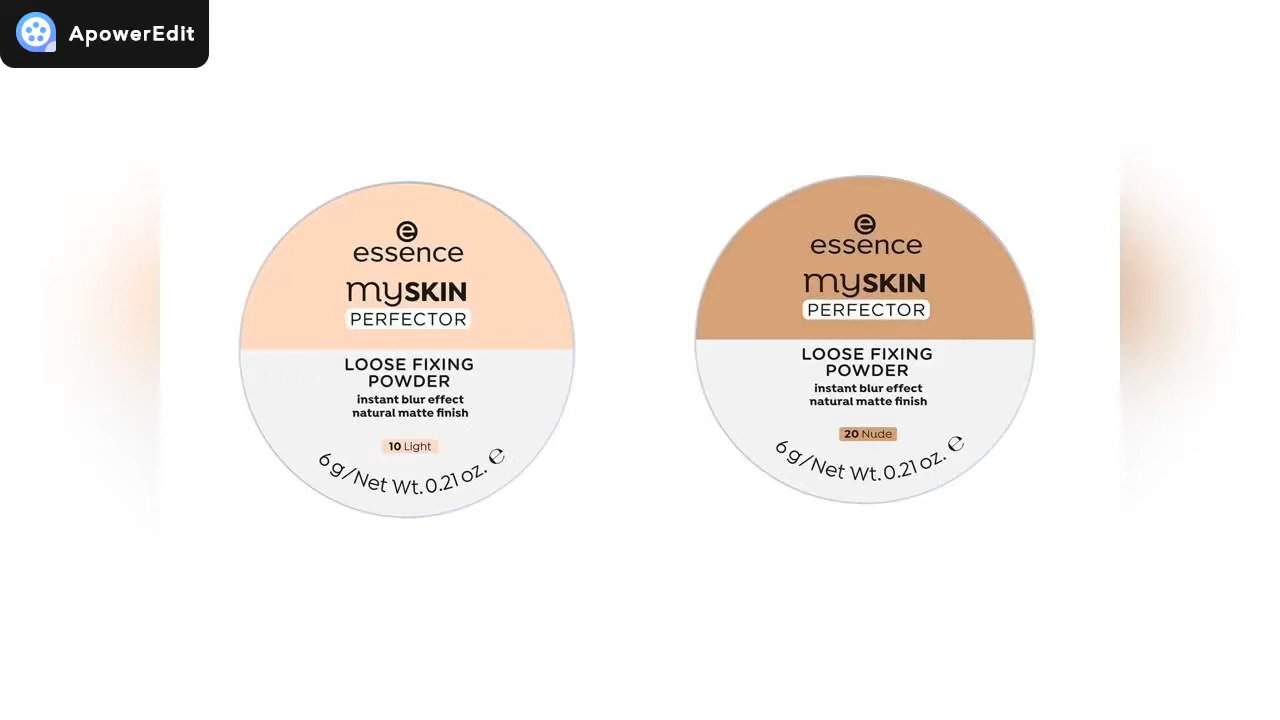 ApowerEdit
essence
mySKIN
PERFECTOR
LOOSE FIXING
POWDER
instant blur effect
natural matte finish
10 Light
6 g/Net Wt. 0.21 oz. ℮
essence
mySKIN
PERFECTOR
LOOSE FIXING
POWDER
instant blur effect
natural matte finish
20 Nude
6 g/Net Wt. 0.21 oz. ℮